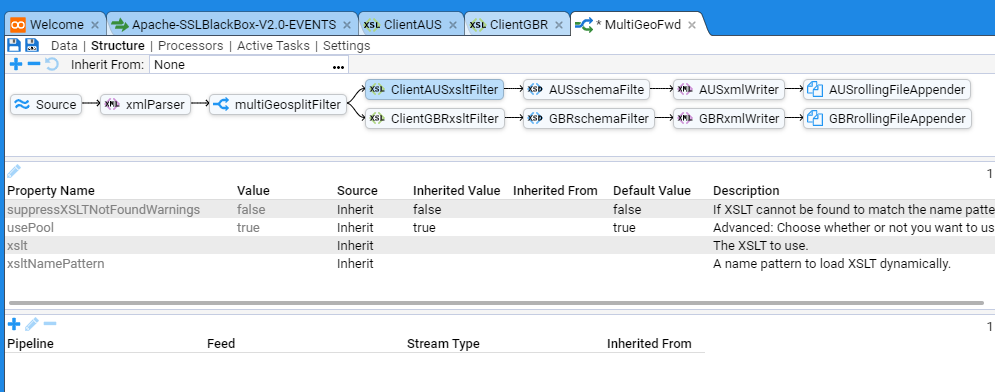 Welcome × Apache-SSLBlackBox-V2.0-EVENTS × XSL ClientAUS × XSL ClientGBR × * MultiGeoFwd ×
Data | Structure | Processors | Active Tasks | Settings
Inherit From: None ...
Source XML xmlParser multiGeosplitFilter XSL ClientAUSxsltFilter XSD AUSschemaFilte XML AUSxmlWriter AUSrollingFileAppender
XSL ClientGBRxsltFilter XSD GBRschemaFilter XML GBRxmlWriter GBRrollingFileAppender
1
Property Name Value Source Inherited Value Inherited From Default Value Description
suppressXSLTNotFoundWarnings false Inherit false false If XSLT cannot be found to match the name patte
usePool true Inherit true true Advanced: Choose whether or not you want to us
xslt Inherit The XSLT to use.
xsltNamePattern Inherit A name pattern to load XSLT dynamically.
1
Pipeline Feed Stream Type Inherited From